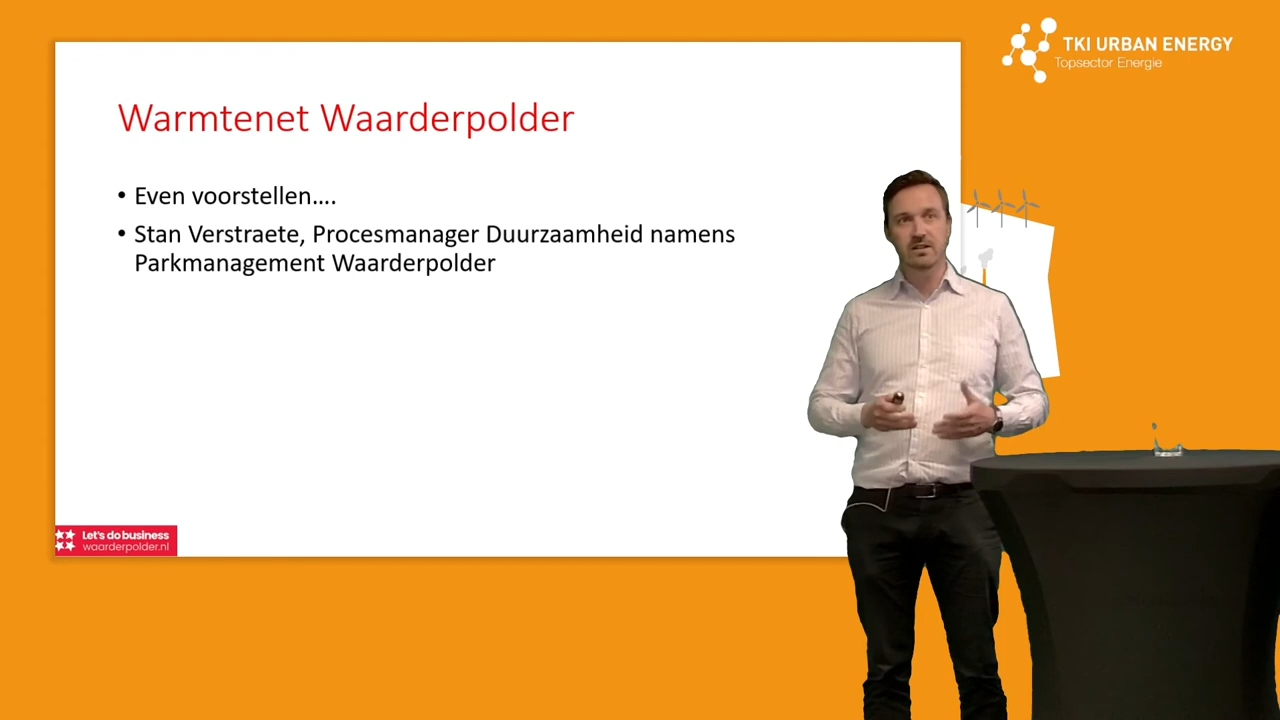 TKI URBAN ENERGY
Topsector Energie
Warmtenet Waarderpolder
• Even voorstellen....
• Stan Verstraete, Procesmanager Duurzaamheid namens
Parkmanagement Waarderpolder
Let's do business
waarderpolder.nl